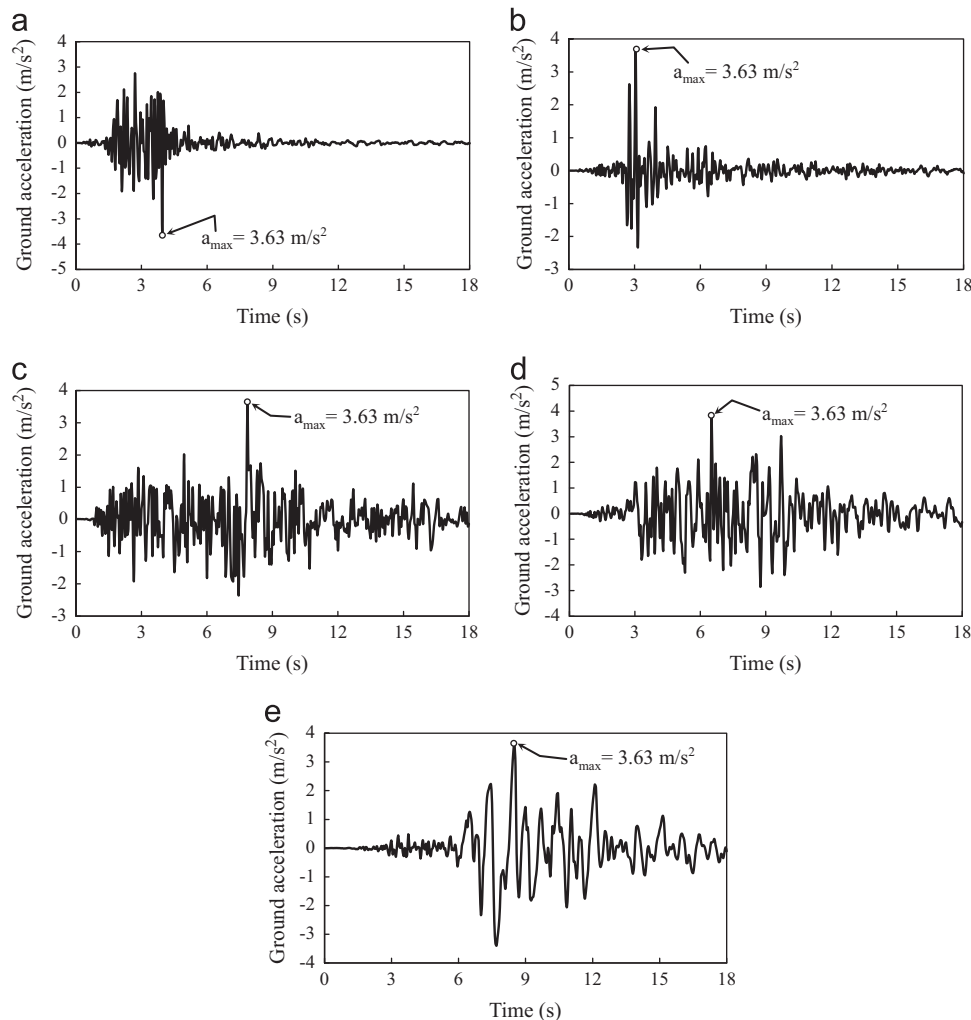 a
Ground acceleration (m/s²)
4
3
2
1
0
-1
-2
-3
-4
-5
a_max= 3.63 m/s²
0 3 6 9 12 15 18
Time (s)
b
Ground acceleration (m/s²)
4
3
2
1
0
-1
-2
-3
a_max= 3.63 m/s²
0 3 6 9 12 15 18
Time (s)
c
Ground acceleration (m/s²)
4
3
2
1
0
-1
-2
-3
a_max= 3.63 m/s²
0 3 6 9 12 15 18
Time (s)
d
Ground acceleration (m/s²)
5
4
3
2
1
0
-1
-2
-3
-4
a_max= 3.63 m/s²
0 3 6 9 12 15 18
Time (s)
e
Ground acceleration (m/s²)
4
3
2
1
0
-1
-2
-3
-4
a_max= 3.63 m/s²
0 3 6 9 12 15 18
Time (s)